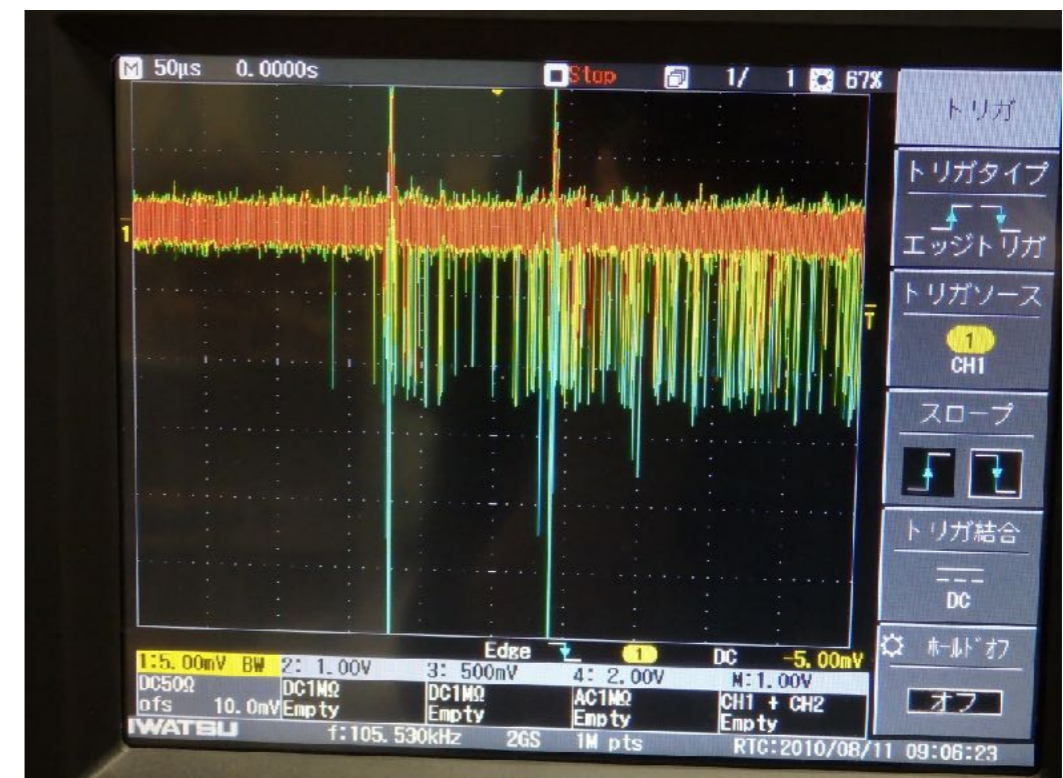 M 50μs 0.0000s Stop 1/ 1 67%
トリガ
トリガタイプ
エッジトリガ
トリガソース
1
CH1
スロープ
トリガ結合
DC
ホールドオフ
オフ
1
T
Edge 1 DC -5.00mV
1:5.00mV BW 2: 1.00V 3: 500mV 4: 2.00V M:1.00V
DC50Ω DC1MΩ DC1MΩ AC1MΩ CH1 + CH2
ofs 10.0mV Empty Empty Empty Empty
IWATSU f:105.530kHz 2GS 1M pts RTC:2010/08/11 09:06:23